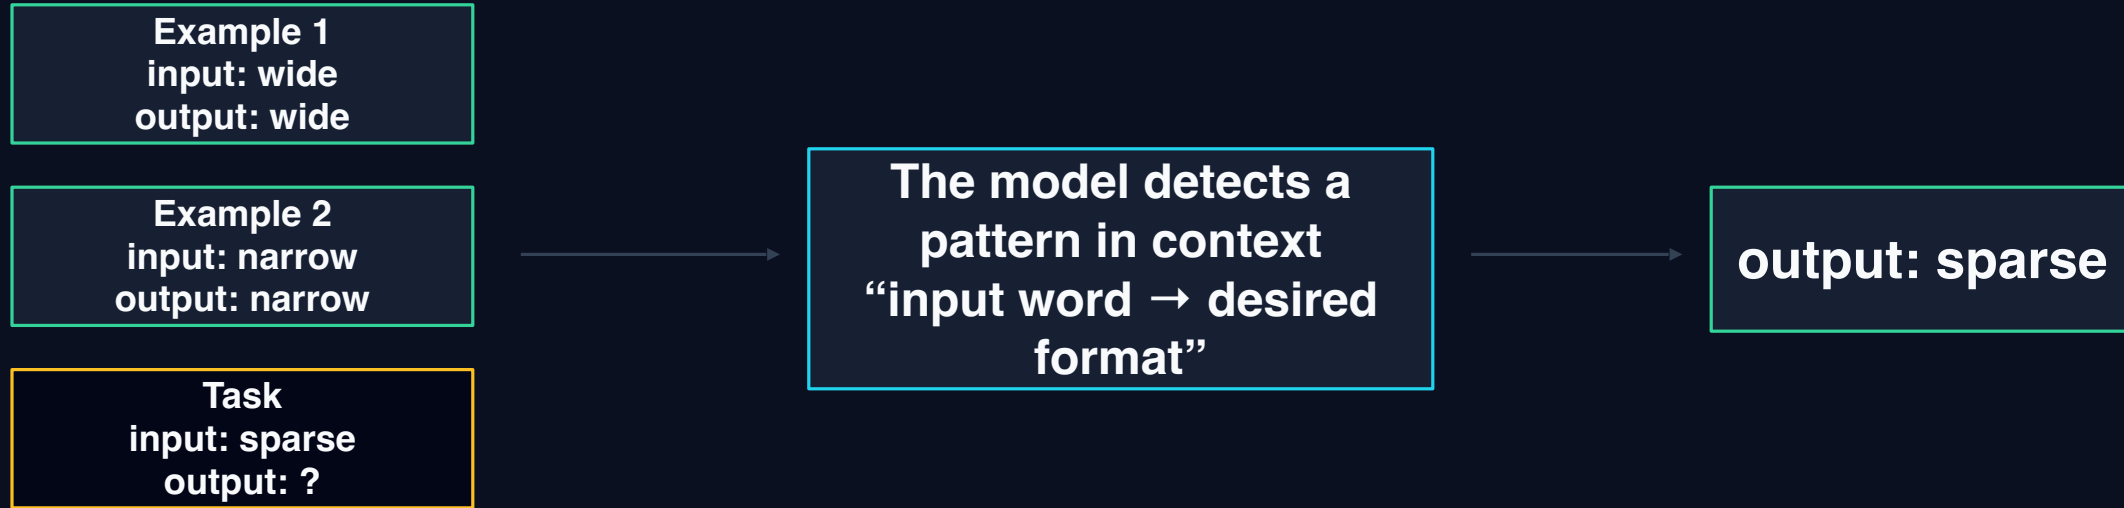 Example 1
input: wide
output: wide
Example 2
input: narrow
output: narrow
Task
input: sparse
output: ?
The model detects a
pattern in context
“input word → desired
format”
output: sparse